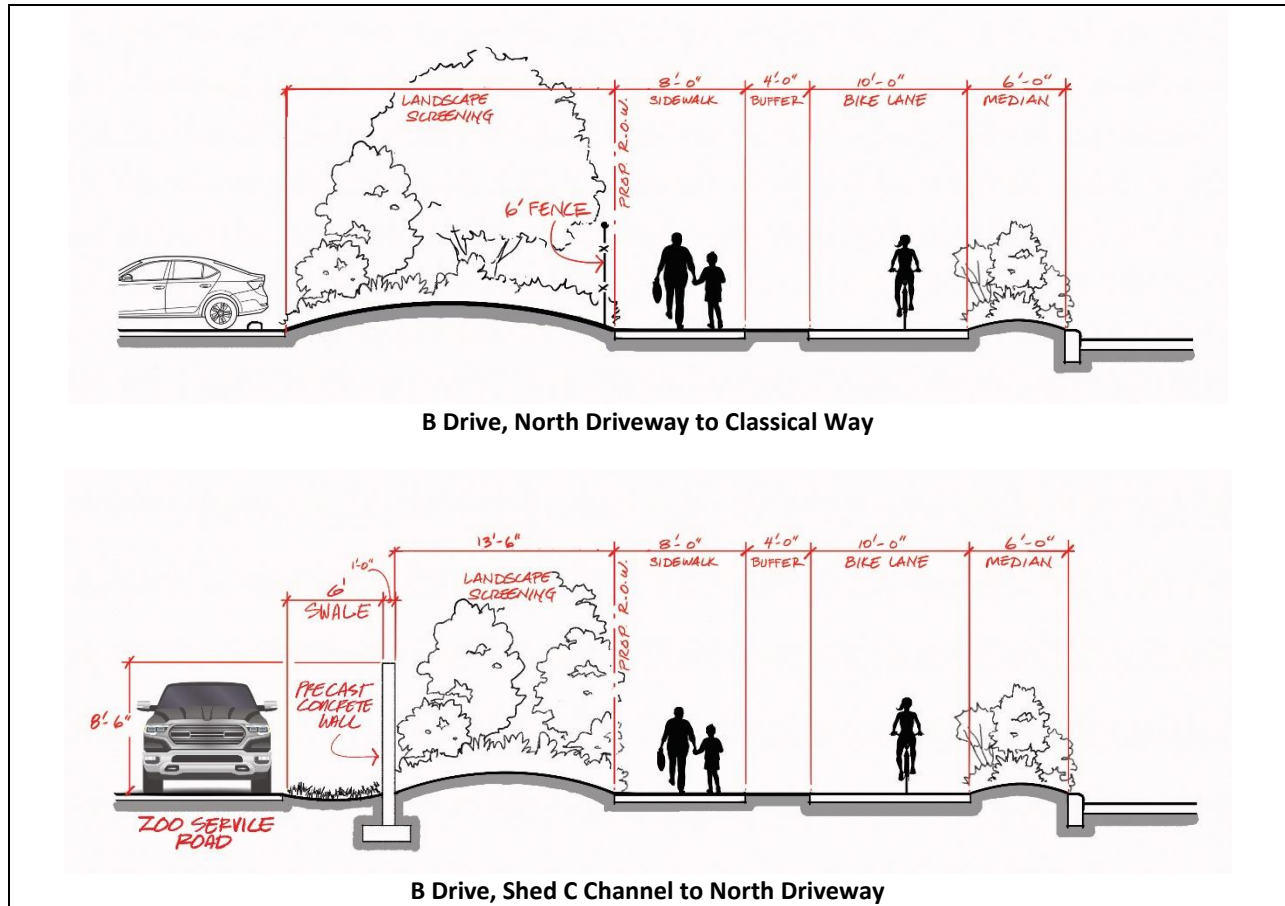 8'-0" 4'-0" 10'-0" 6'-0"
LANDSCAPE SCREENING
SIDEWALK BUFFER BIKE LANE MEDIAN
PROP. R.O.W.
6' FENCE
B Drive, North Driveway to Classical Way
13'-6" 8'-0" 4'-0" 10'-0" 6'-0"
1'-0"
SIDEWALK BUFFER BIKE LANE MEDIAN
6'
SWALE
LANDSCAPE
SCREENING
PROP. R.O.W.
8'-6"
PRECAST
CONCRETE
WALL
ZOO SERVICE
ROAD
B Drive, Shed C Channel to North Driveway